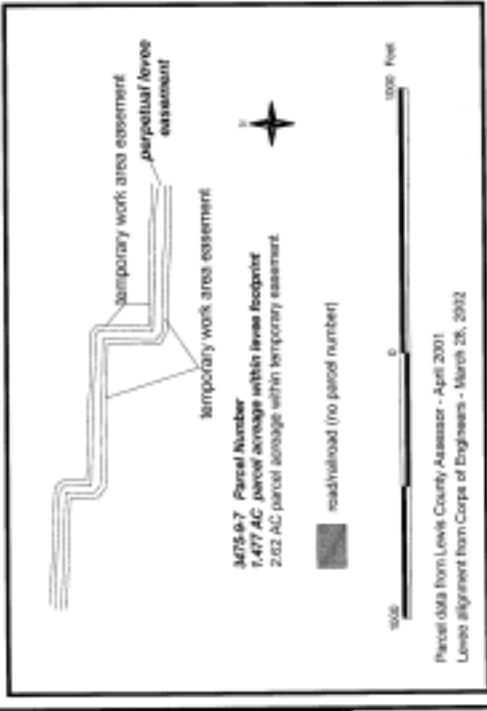 temporary work area easement
perpetual levee
easement
temporary work area easement
N
3475-9-7 Parcel Number
1.477 AC parcel acreage within levee footprint
2.62 AC parcel acreage within temporary easement
road/railroad (no parcel number)
1000 0 1000 Feet
Parcel data from Lewis County Assessor - April 2001
Levee alignment from Corps of Engineers - March 28, 2002